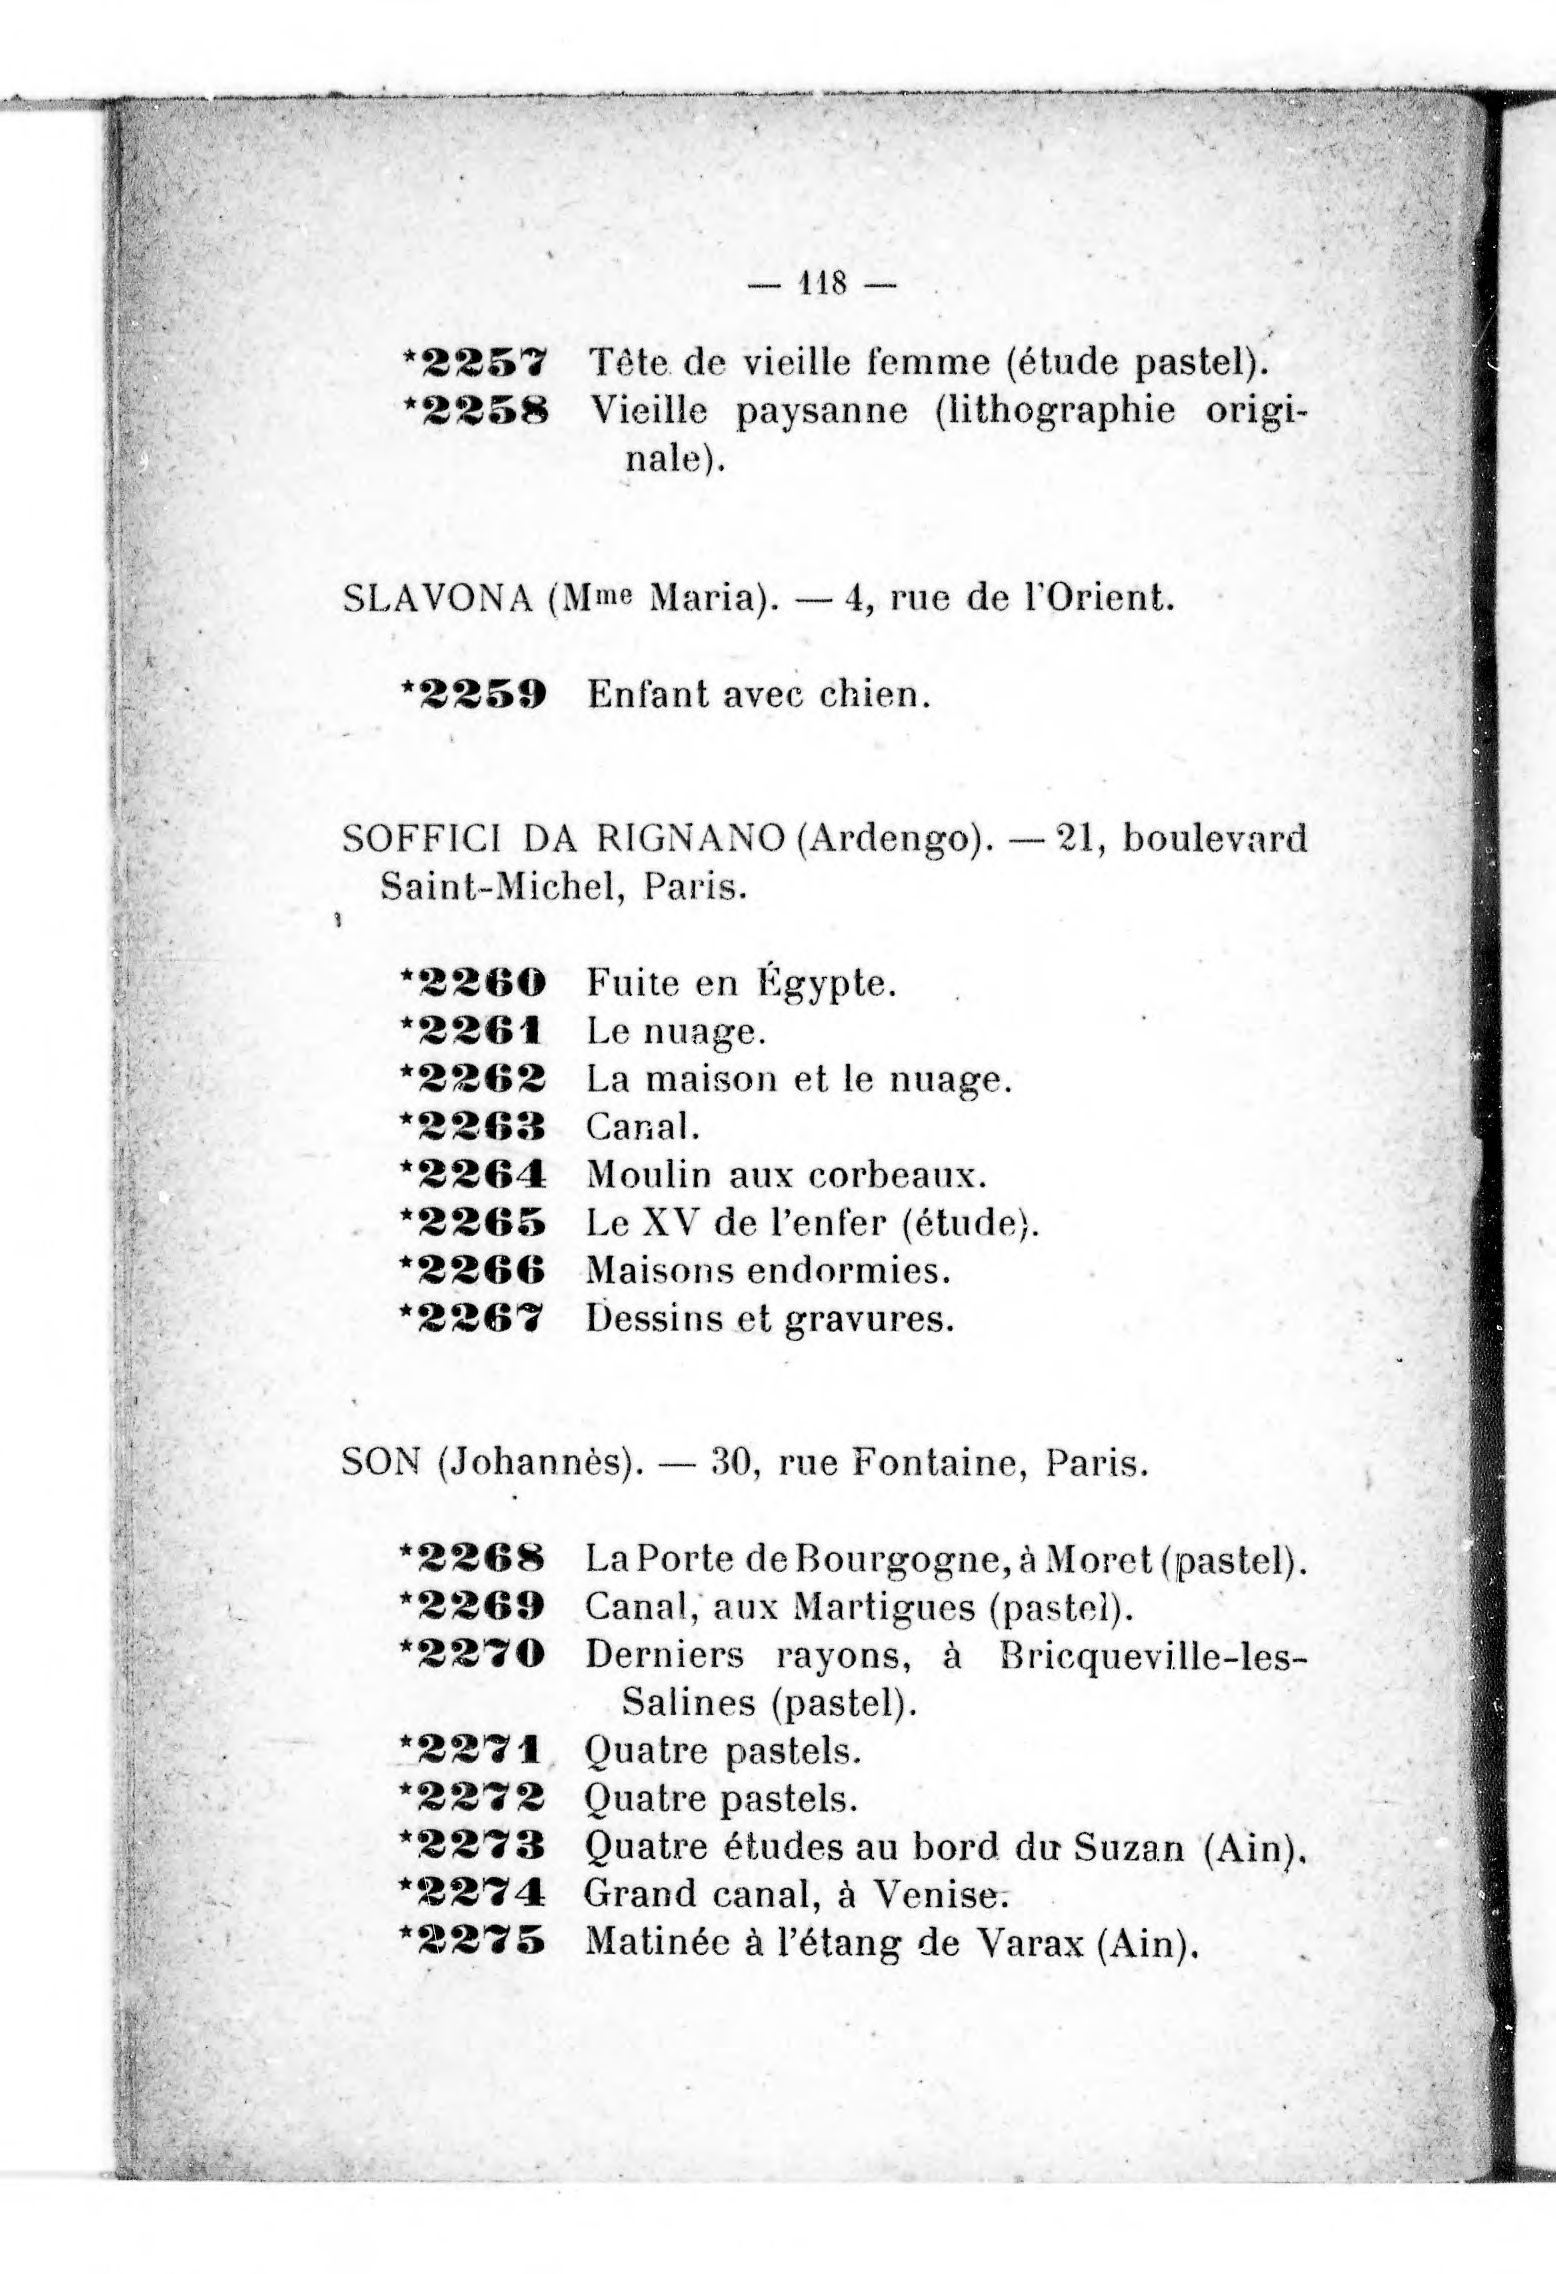 — 118 —
*2257 Tête de vieille femme (étude pastel).
*2258 Vieille paysanne (lithographie origi-
nale).
SLAVONA (Mme Maria). — 4, rue de l'Orient.
*2259 Enfant avec chien.
SOFFICI DA RIGNANO (Ardengo). — 21, boulevard
Saint-Michel, Paris.
*2260 Fuite en Égypte.
*2261 Le nuage.
*2262 La maison et le nuage.
*2263 Canal.
*2264 Moulin aux corbeaux.
*2265 Le XV de l'enfer (étude).
*2266 Maisons endormies.
*2267 Dessins et gravures.
SON (Johannès). — 30, rue Fontaine, Paris.
*2268 La Porte de Bourgogne, à Moret (pastel).
*2269 Canal, aux Martigues (pastel).
*2270 Derniers rayons, à Bricqueville-les-
Salines (pastel).
*2271 Quatre pastels.
*2272 Quatre pastels.
*2273 Quatre études au bord du Suzan (Ain).
*2274 Grand canal, à Venise.
*2275 Matinée à l'étang de Varax (Ain).